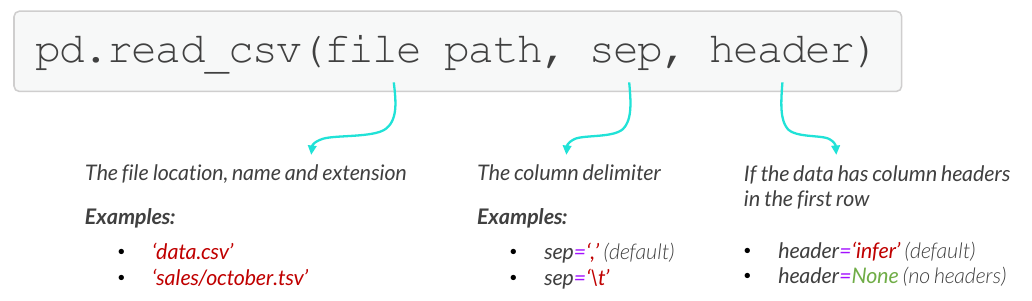 pd.read_csv(file path, sep, header)
The file location, name and extension
Examples:
• ‘data.csv’
• ‘sales/october.tsv’
The column delimiter
Examples:
• sep=‘,’ (default)
• sep=‘\t’
If the data has column headers
in the first row
• header=‘infer’ (default)
• header=None (no headers)